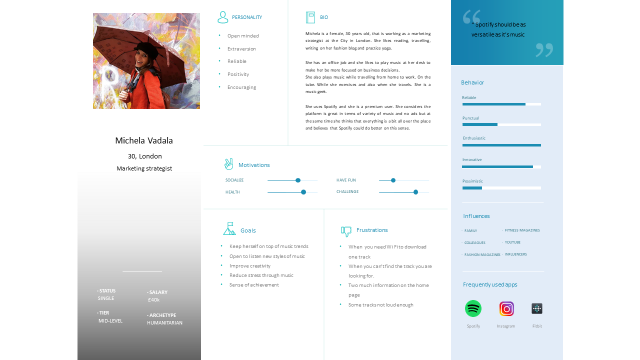 Michela Vadala
30, London
Marketing strategist
· STATUS
SINGLE
· SALARY
£40k
· TIER
MID-LEVEL
· ARCHETYPE
HUMANITARIAN
PERSONALITY
• Open minded
• Extraversion
• Reliable
• Positivity
• Encouraging
BIO
Michela is a female, 30 years old, that is working as a marketing
strategist at the City in London. She likes reading, travelling,
writing on her fashion blog and practice yoga.
She has an office job and she likes to play music at her desk to
make her be more focused on business decisions.
She also plays music while travelling from home to work. On the
tube. While she exercises and also when she travels. She is a
music geek.
She uses Spotify and she is a premium user. She considers the
platform is great in terms of variety of music and no ads but at
the same time she thinks that everything is a bit all over the place
and believes that Spotify could do better on this sense.
Motivations
SOCIALISE
HEALTH
HAVE FUN
CHALLENGE
Goals
• Keep herself on top of music trends
• Open to listen new styles of music
• Improve creativity
• Reduce stress through music
• Sense of achievement
Frustrations
• When you need Wi Fi to download
one track
• When you can't find the track you are
looking for.
• Two much information on the home
page
• Some tracks not loud enough
“
" Spotify should be as
versatile as it's music
”
Behavior
Reliable
Punctual
Enthusiastic
Innovative
Pessimistic
Influences
FAMILY
FITNESS MAGAZINES
COLLEAGUES
YOUTUBE
FASHION MAGAZINES
INFLUENCERS
Frequently used apps
Spotify
Instagram